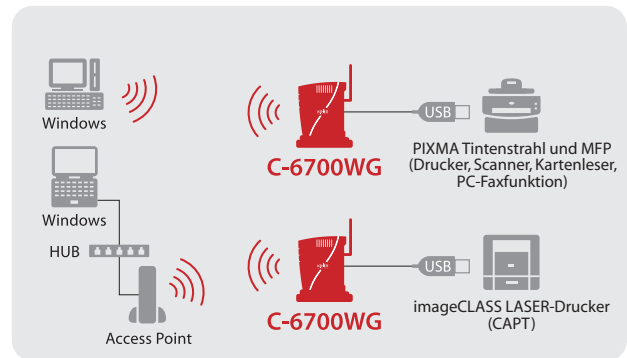 Windows
Windows
HUB
Access Point
C-6700WG
USB
PIXMA Tintenstrahl und MFP
(Drucker, Scanner, Kartenleser,
PC-Faxfunktion)
C-6700WG
USB
imageCLASS LASER-Drucker
(CAPT)